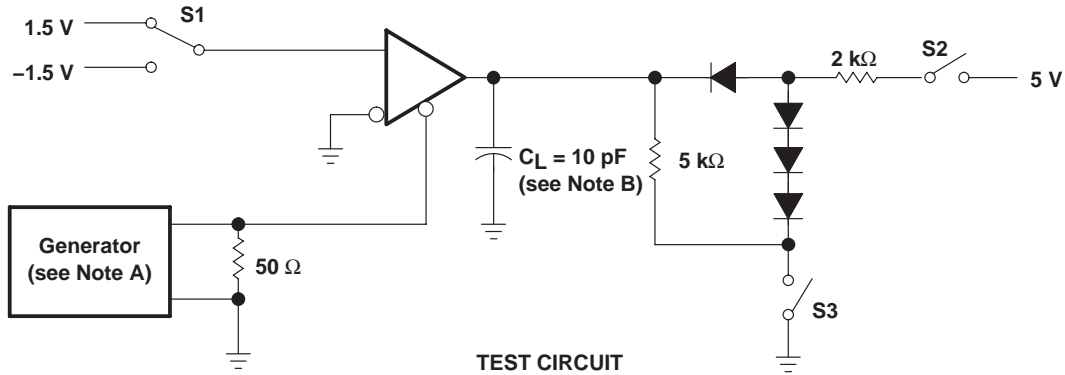 S1
1.5 V
–1.5 V
S2
2 kΩ
5 V
CL = 10 pF
(see Note B)
5 kΩ
Generator
(see Note A)
50 Ω
S3
TEST CIRCUIT